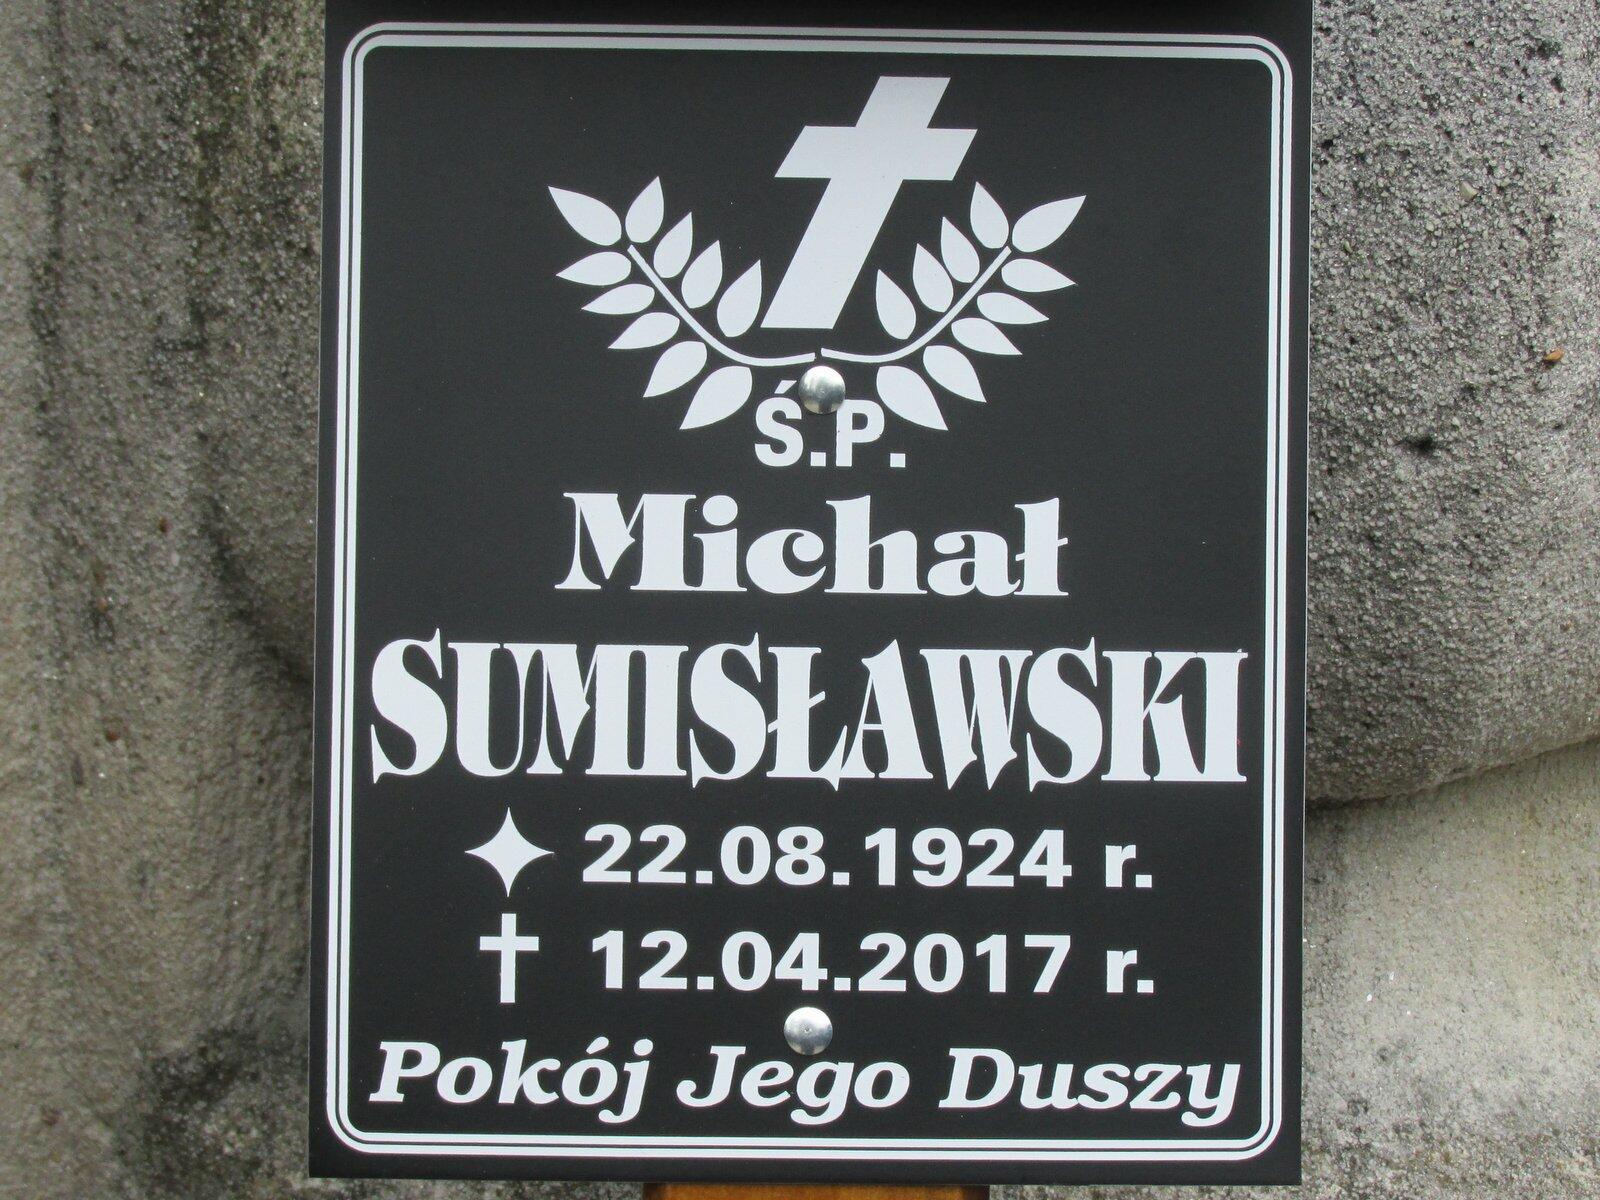 Ś.P.
Michał
SUMISŁAWSKI
22.08.1924 r.
12.04.2017 r.
Pokój Jego Duszy